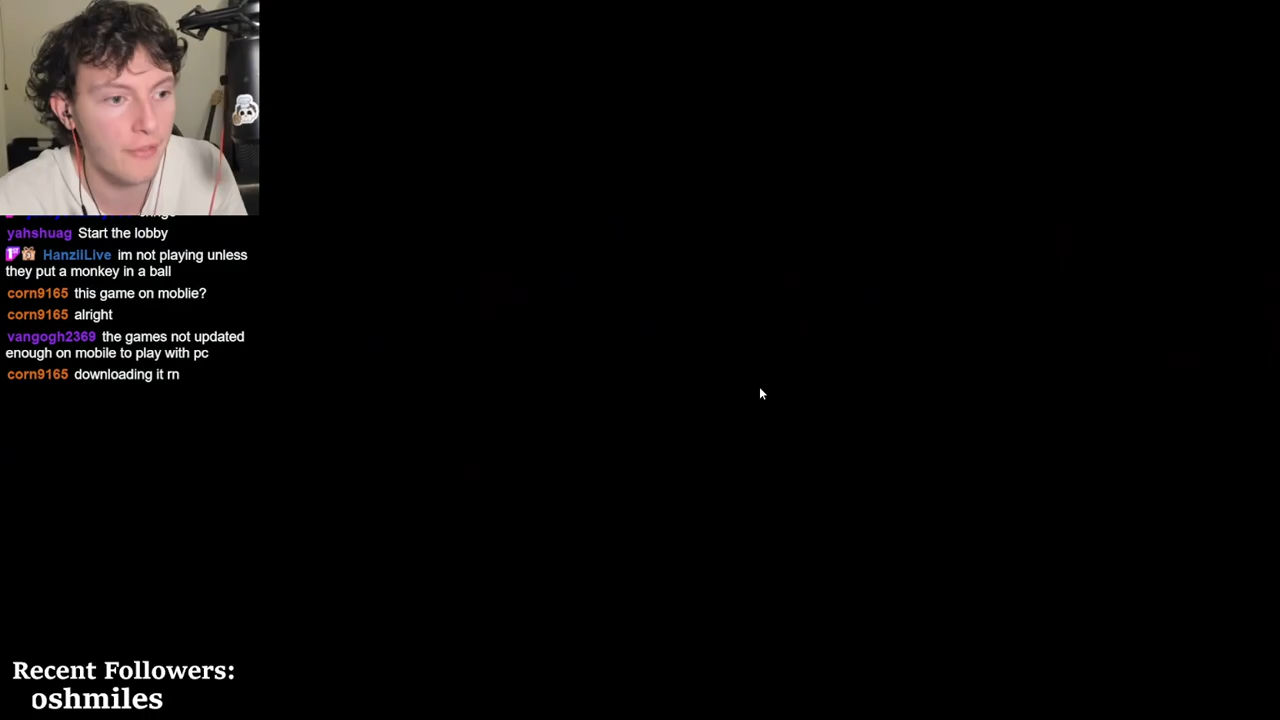 yahshuag Start the lobby
HanziiLive im not playing unless
they put a monkey in a ball
corn9165 this game on moblie?
corn9165 alright
vangogh2369 the games not updated
enough on mobile to play with pc
corn9165 downloading it rn
Recent Followers:
oshmiles